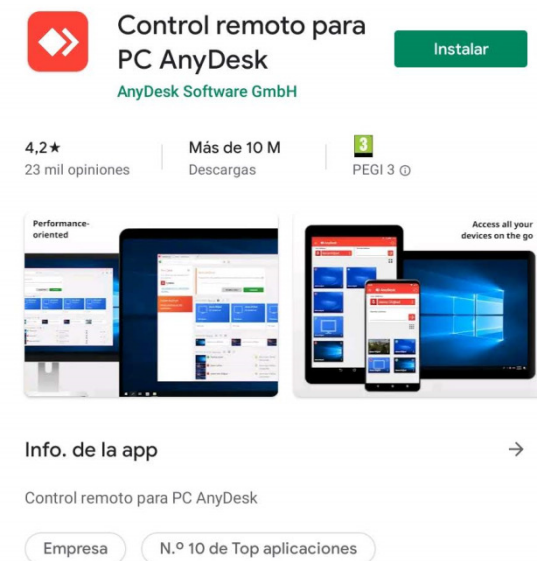 Control remoto para
PC AnyDesk
Instalar
AnyDesk Software GmbH
4,2★
23 mil opiniones
Más de 10 M
Descargas
3
PEGI 3
Performance-
oriented
Access all your
devices on the go
Info. de la app
Control remoto para PC AnyDesk
Empresa
N.º 10 de Top aplicaciones